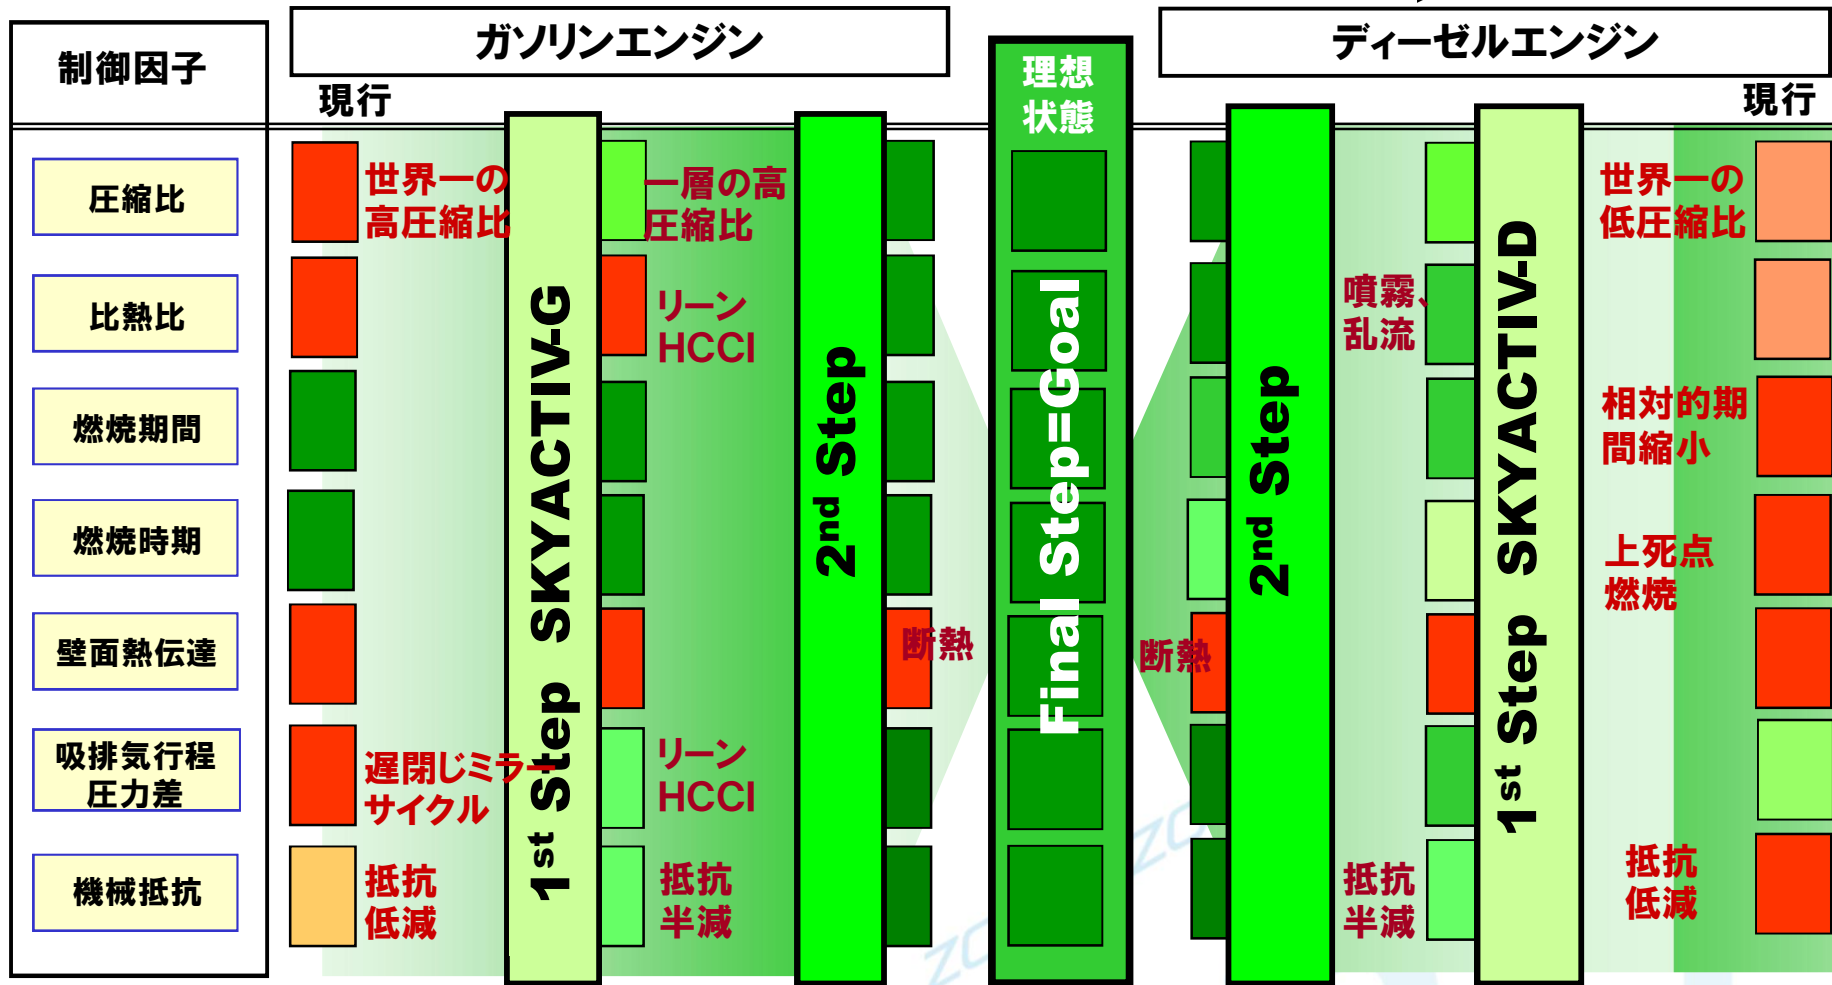 制御因子
ガソリンエンジン
理想
状態
ディーゼルエンジン
現行
現行
圧縮比
世界一の
高圧縮比
一層の高
圧縮比
世界一の
低圧縮比
比熱比
リーン
HCCI
噴霧、
乱流
燃焼期間
相対的期
間縮小
燃焼時期
上死点
燃焼
壁面熱伝達
断熱
断熱
吸排気行程
圧力差
遅閉じミラー
サイクル
リーン
HCCI
機械抵抗
抵抗
低減
抵抗
半減
抵抗
半減
抵抗
低減
1st Step SKYACTIV-G
2nd Step
Final Step=Goal
2nd Step
1st Step SKYACTIV-D